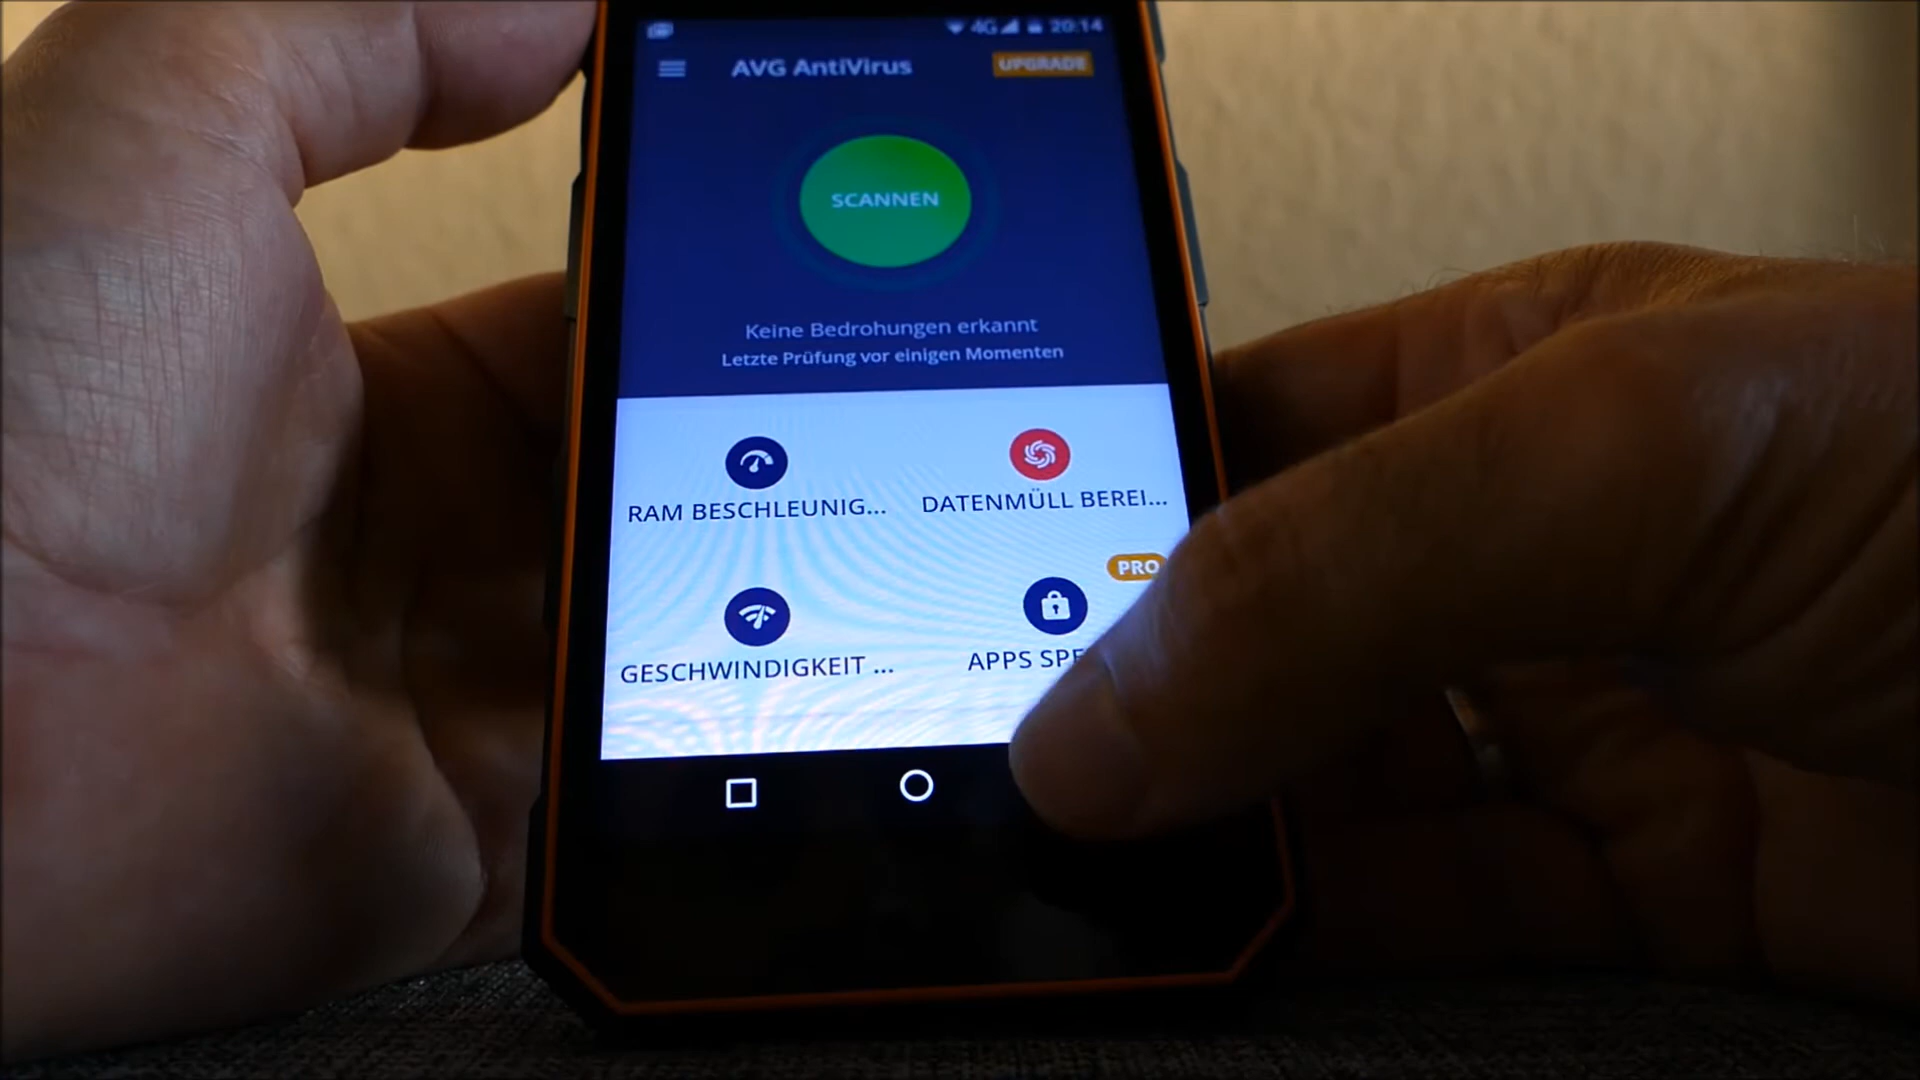 4G 20:14
AVG AntiVirus UPGRADE
SCANNEN
Keine Bedrohungen erkannt
Letzte Prüfung vor einigen Momenten
RAM BESCHLEUNIG... DATENMÜLL BEREI...
PRO
GESCHWINDIGKEIT ... APPS SPE